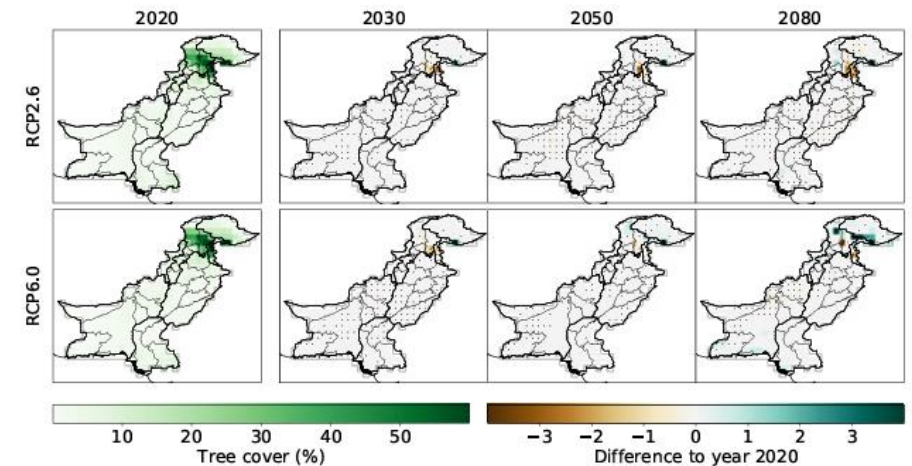 2020 2030 2050 2080
RCP2.6
RCP6.0
10 20 30 40 50 −3 −2 −1 0 1 2 3
Tree cover (%) Difference to year 2020